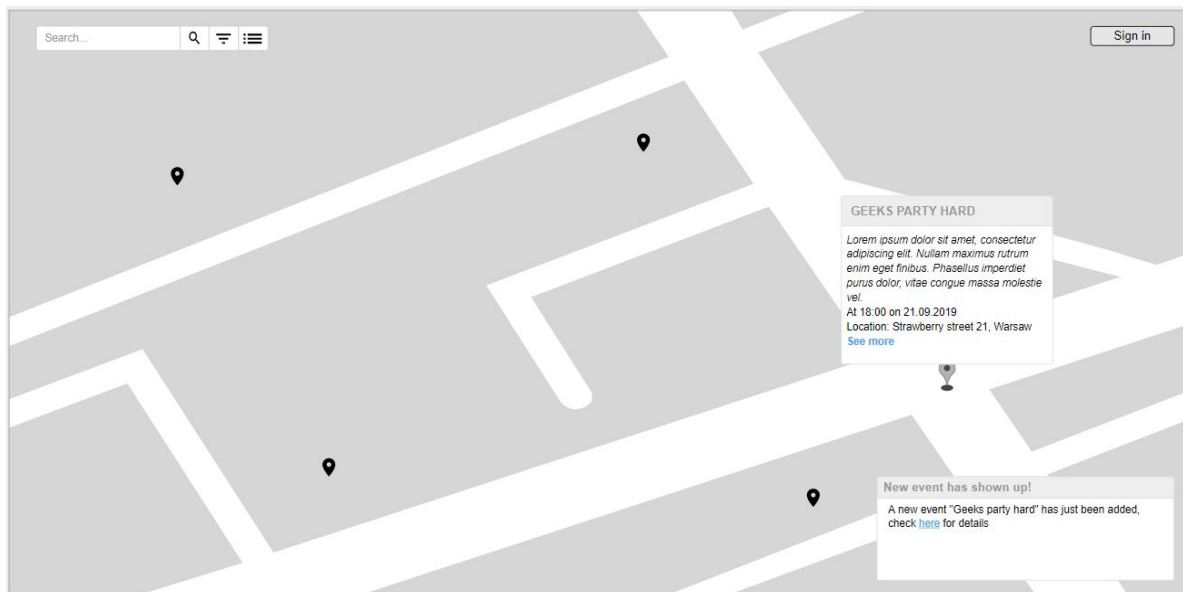 Search...
Sign in
GEEKS PARTY HARD
Lorem ipsum dolor sit amet, consectetur
adipiscing elit. Nullam maximus rutrum
enim eget finibus. Phasellus imperdiet
purus dolor, vitae congue massa molestie
vel.
At 18:00 on 21.09.2019
Location: Strawberry street 21, Warsaw
See more
New event has shown up!
A new event "Geeks party hard" has just been added,
check here for details